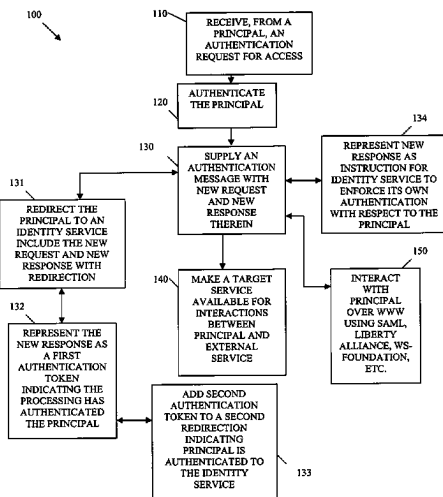 100
110
RECEIVE, FROM A
PRINCIPAL, AN
AUTHENTICATION
REQUEST FOR ACCESS
AUTHENTICATE
THE PRINCIPAL
120
130
SUPPLY AN
AUTHENTICATION
MESSAGE WITH
NEW REQUEST
AND NEW
RESPONSE
THEREIN
134
REPRESENT NEW
RESPONSE AS
INSTRUCTION FOR
IDENTITY SERVICE TO
ENFORCE ITS OWN
AUTHENTICATION
WITH RESPECT TO THE
PRINCIPAL
131
REDIRECT THE
PRINCIPAL TO AN
IDENTITY SERVICE
INCLUDE THE NEW
REQUEST AND NEW
RESPONSE WITH
REDIRECTION
140
MAKE A TARGET
SERVICE
AVAILABLE FOR
INTERACTIONS
BETWEEN
PRINCIPAL AND
EXTERNAL
SERVICE
150
INTERACT
WITH
PRINCIPAL
OVER WWW
USING SAML,
LIBERTY
ALLIANCE, WS-
FOUNDATION,
ETC.
132
REPRESENT THE
NEW RESPONSE AS
A FIRST
AUTHENTICATION
TOKEN
INDICATING THE
PROCESSING HAS
AUTHENTICATED
THE PRINCIPAL
ADD SECOND
AUTHENTICATION
TOKEN TO A SECOND
REDIRECTION
INDICATING
PRINCIPAL IS
AUTHENTICATED TO
THE IDENTITY
SERVICE
133